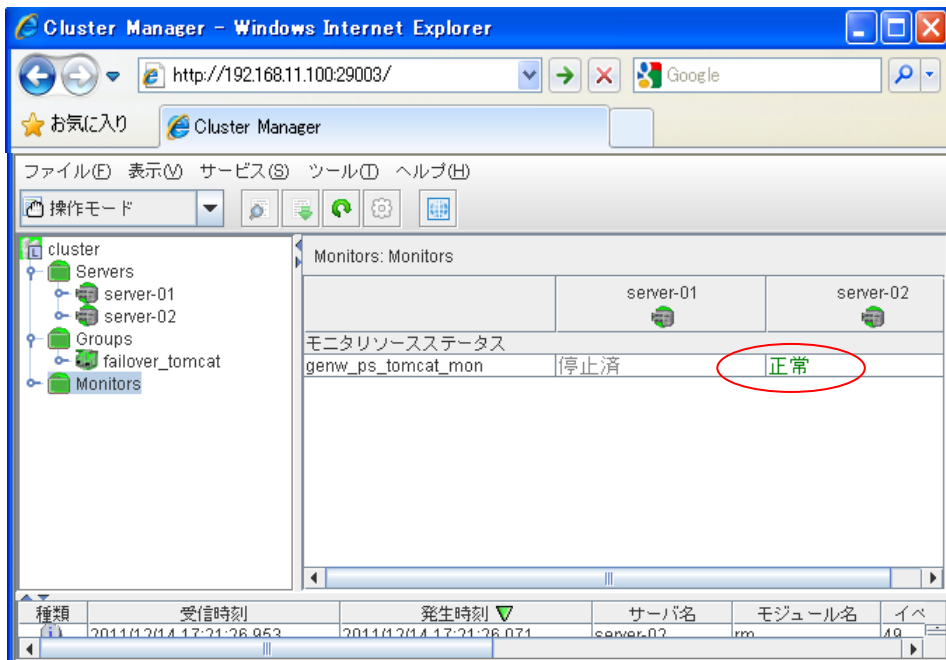 Cluster Manager - Windows Internet Explorer
http://192.168.11.100:29003/
Google
お気に入り
Cluster Manager
ファイル(F) 表示(V) サービス(S) ツール(T) ヘルプ(H)
操作モード
cluster
Servers
server-01
server-02
Groups
failover_tomcat
Monitors
Monitors: Monitors
server-01 server-02
モニタリソースステータス
genw_ps_tomcat_mon 停止済 正常
種類 受信時刻 発生時刻 サーバ名 モジュール名 イベ
2011/12/14 17:21:26.953 2011/12/14 17:21:26.071 server-02 rm 49